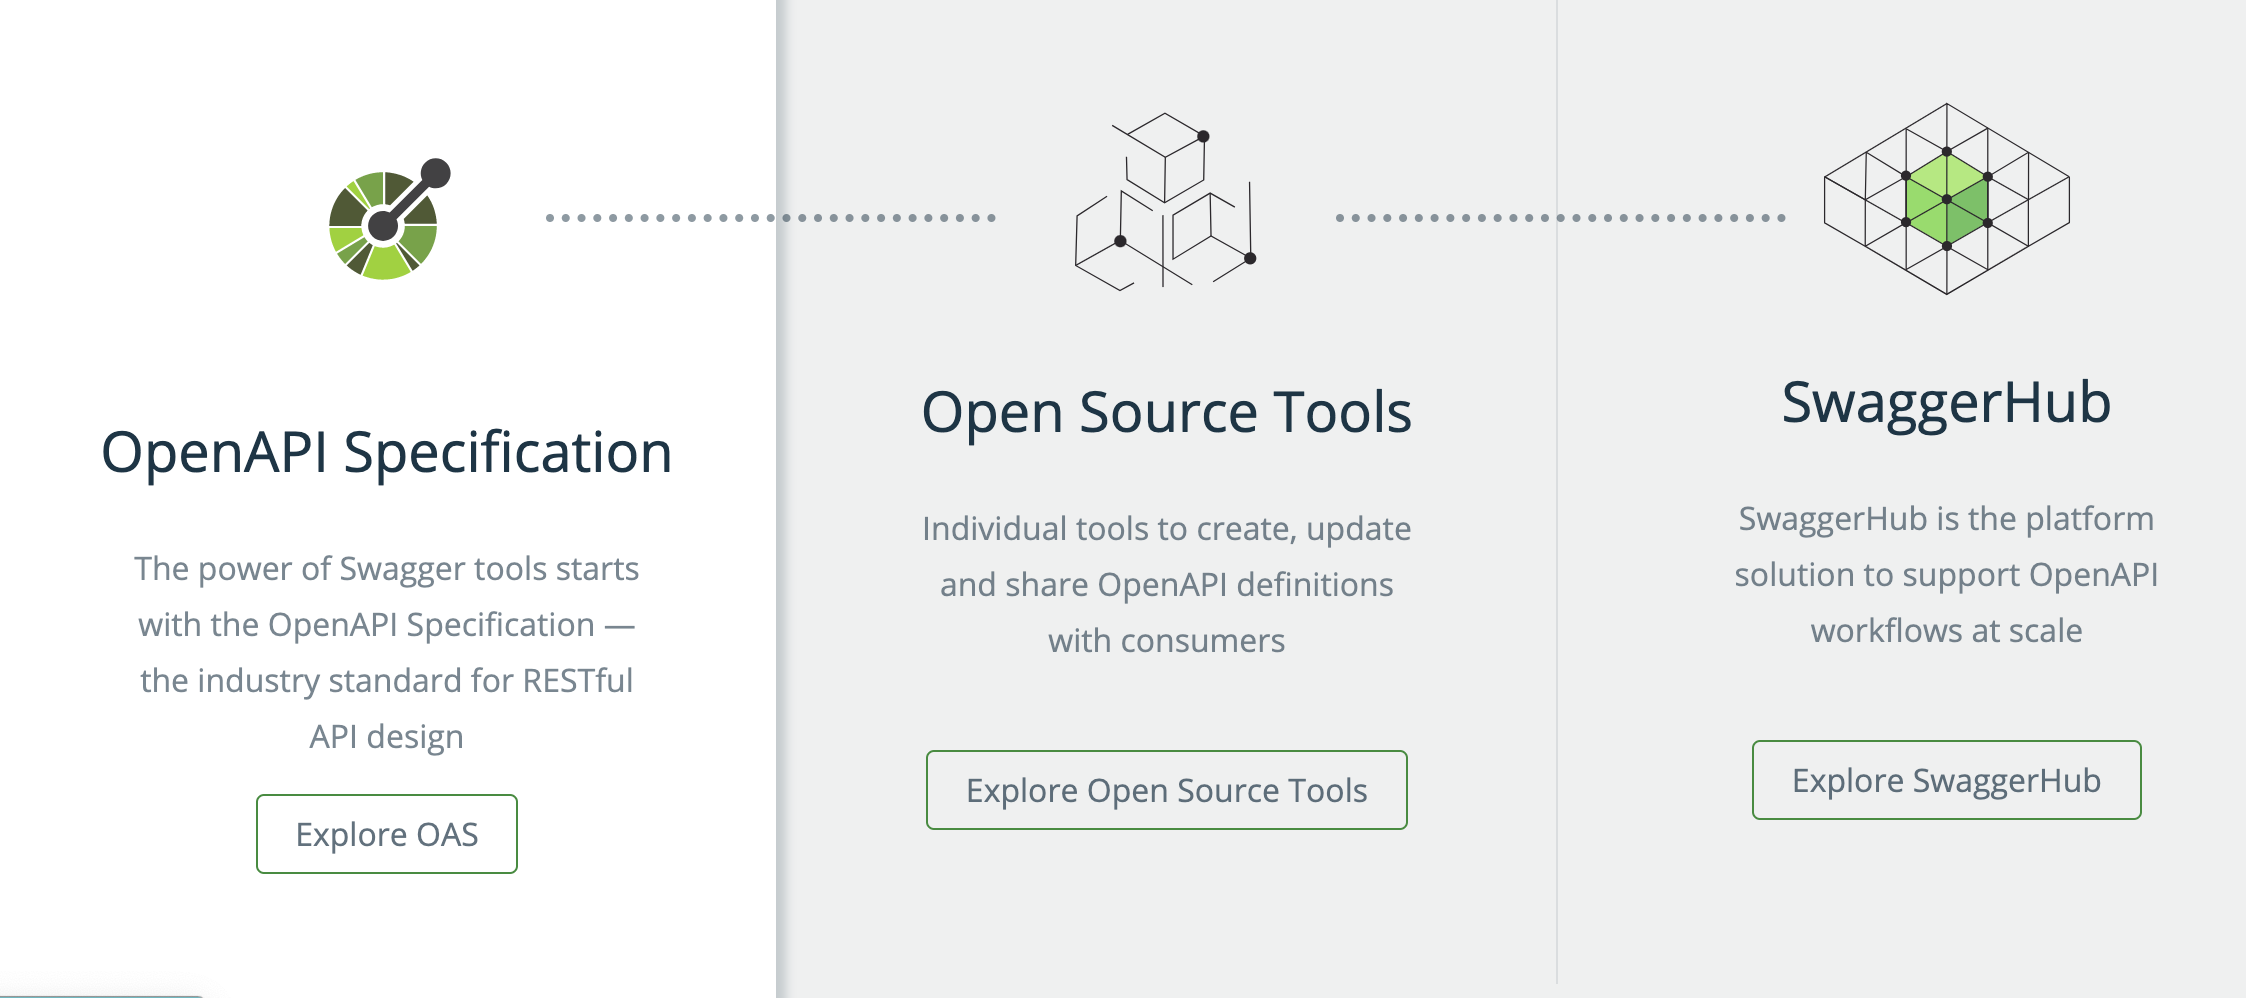 OpenAPI Specification
The power of Swagger tools starts
with the OpenAPI Specification —
the industry standard for RESTful
API design
Explore OAS
Open Source Tools
Individual tools to create, update
and share OpenAPI definitions
with consumers
Explore Open Source Tools
SwaggerHub
SwaggerHub is the platform
solution to support OpenAPI
workflows at scale
Explore SwaggerHub